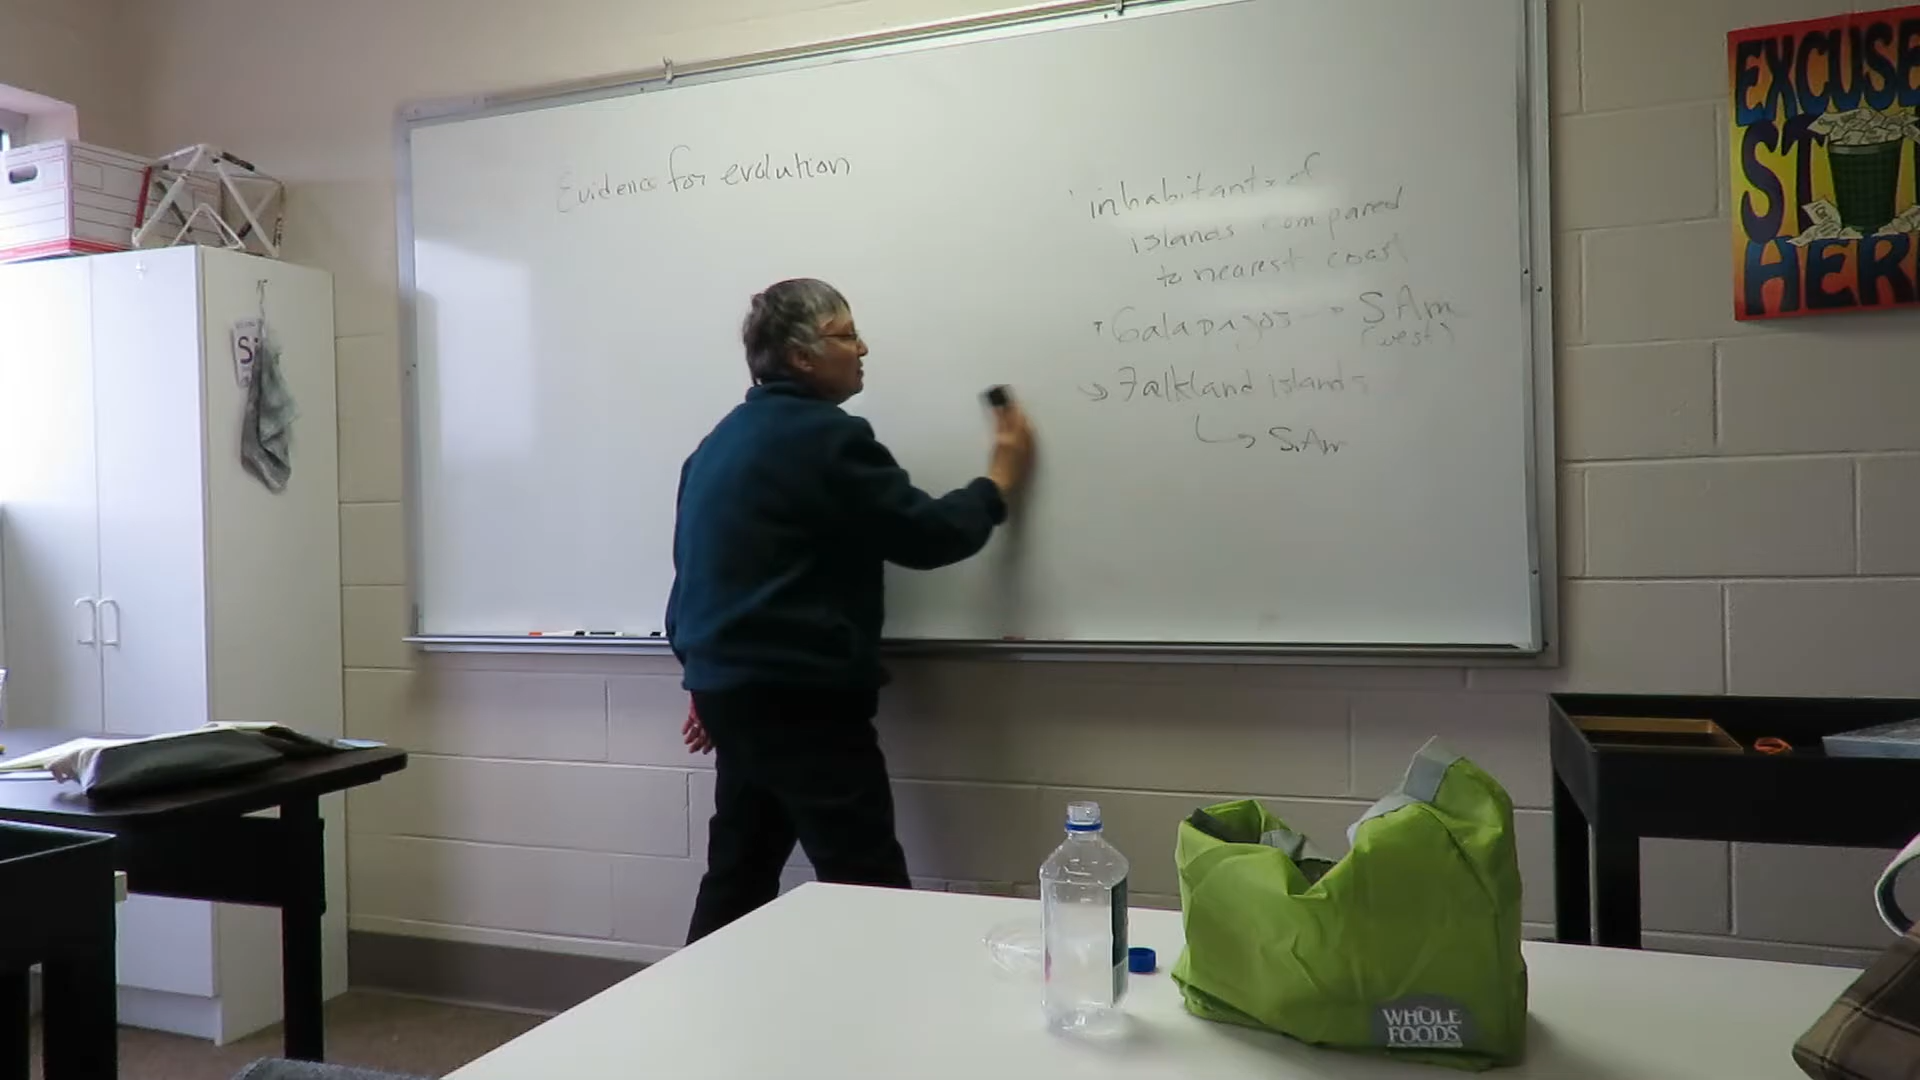 Evidence for evolution
inhabitants of
islands compared
to nearest coast
Galapagos → S Am
(west)
→ Falkland islands
↳ S. Am
EXCUSE
ST
HER
WHOLE
FOODS